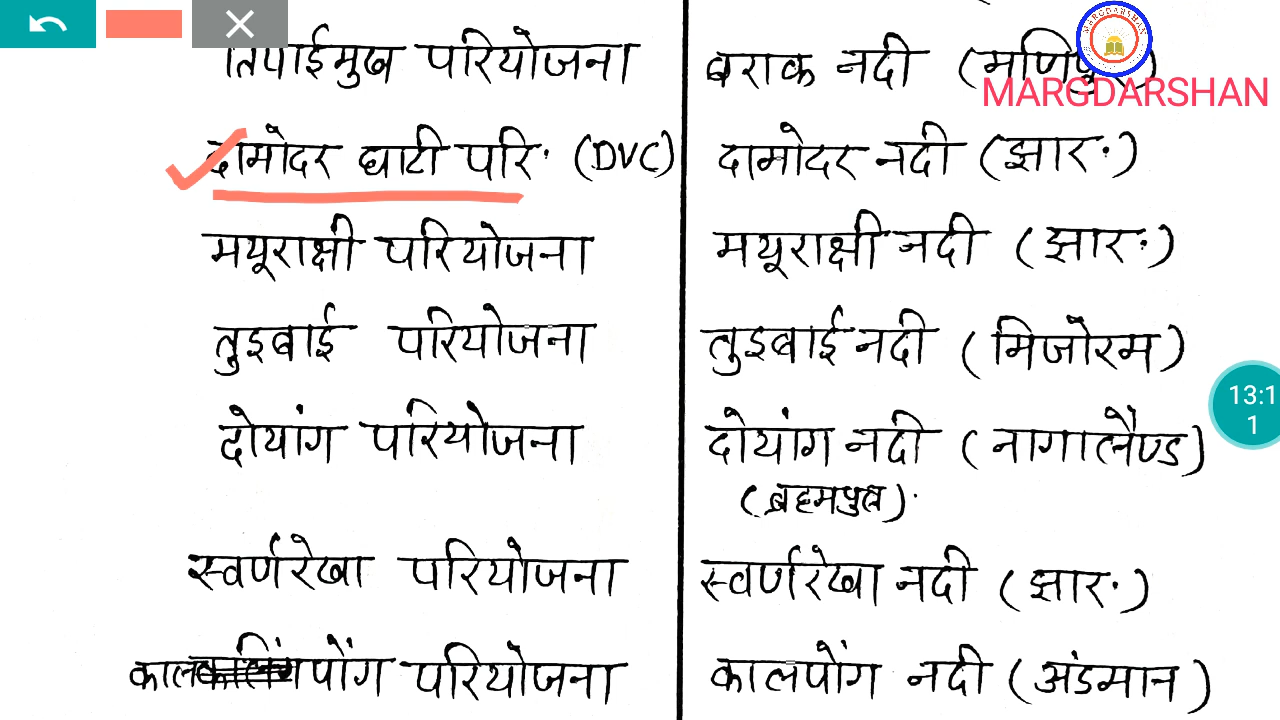 तिपाईमुख परियोजना बराक नदी (मणिपुर)
MARGDARSHAN
MARGDARSHAN
दामोदर घाटी परि. (DVC) दामोदर नदी (झार.)
मयूराक्षी परियोजना मयूराक्षी नदी (झार.)
तुइबाई परियोजना तुइबाई नदी (मिजोरम)
13:1
1
दोयांग परियोजना दोयांग नदी (नागालैण्ड)
(ब्रहमपुत्र).
स्वर्णरेखा परियोजना स्वर्णरेखा नदी (झार.)
कालपोंग परियोजना कालपोंग नदी (अंडमान)